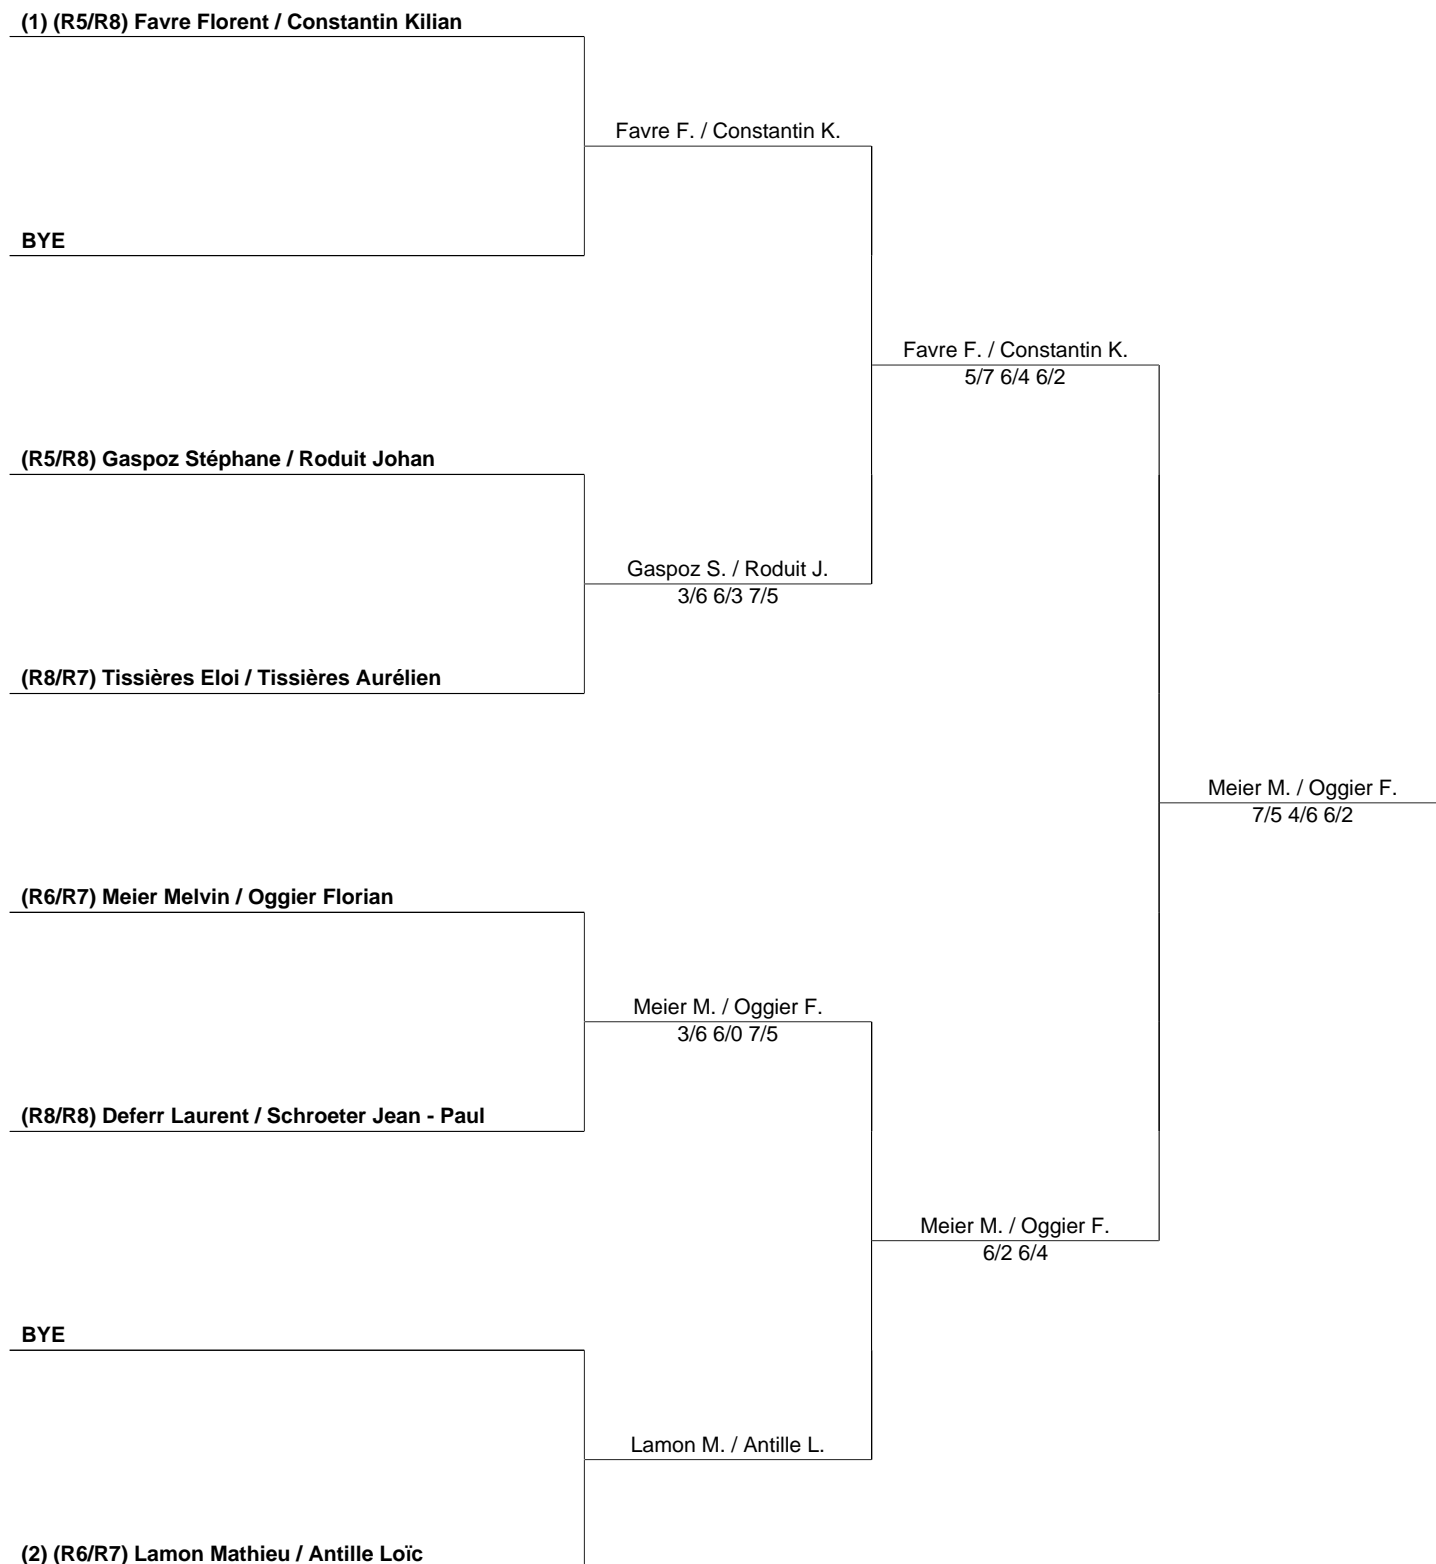 (1) (R5/R8) Favre Florent / Constantin Kilian
Favre F. / Constantin K.
BYE
Favre F. / Constantin K.
5/7 6/4 6/2
(R5/R8) Gaspoz Stéphane / Roduit Johan
Gaspoz S. / Roduit J.
3/6 6/3 7/5
(R8/R7) Tissières Eloi / Tissières Aurélien
Meier M. / Oggier F.
7/5 4/6 6/2
(R6/R7) Meier Melvin / Oggier Florian
Meier M. / Oggier F.
3/6 6/0 7/5
(R8/R8) Deferr Laurent / Schroeter Jean - Paul
Meier M. / Oggier F.
6/2 6/4
BYE
Lamon M. / Antille L.
(2) (R6/R7) Lamon Mathieu / Antille Loïc